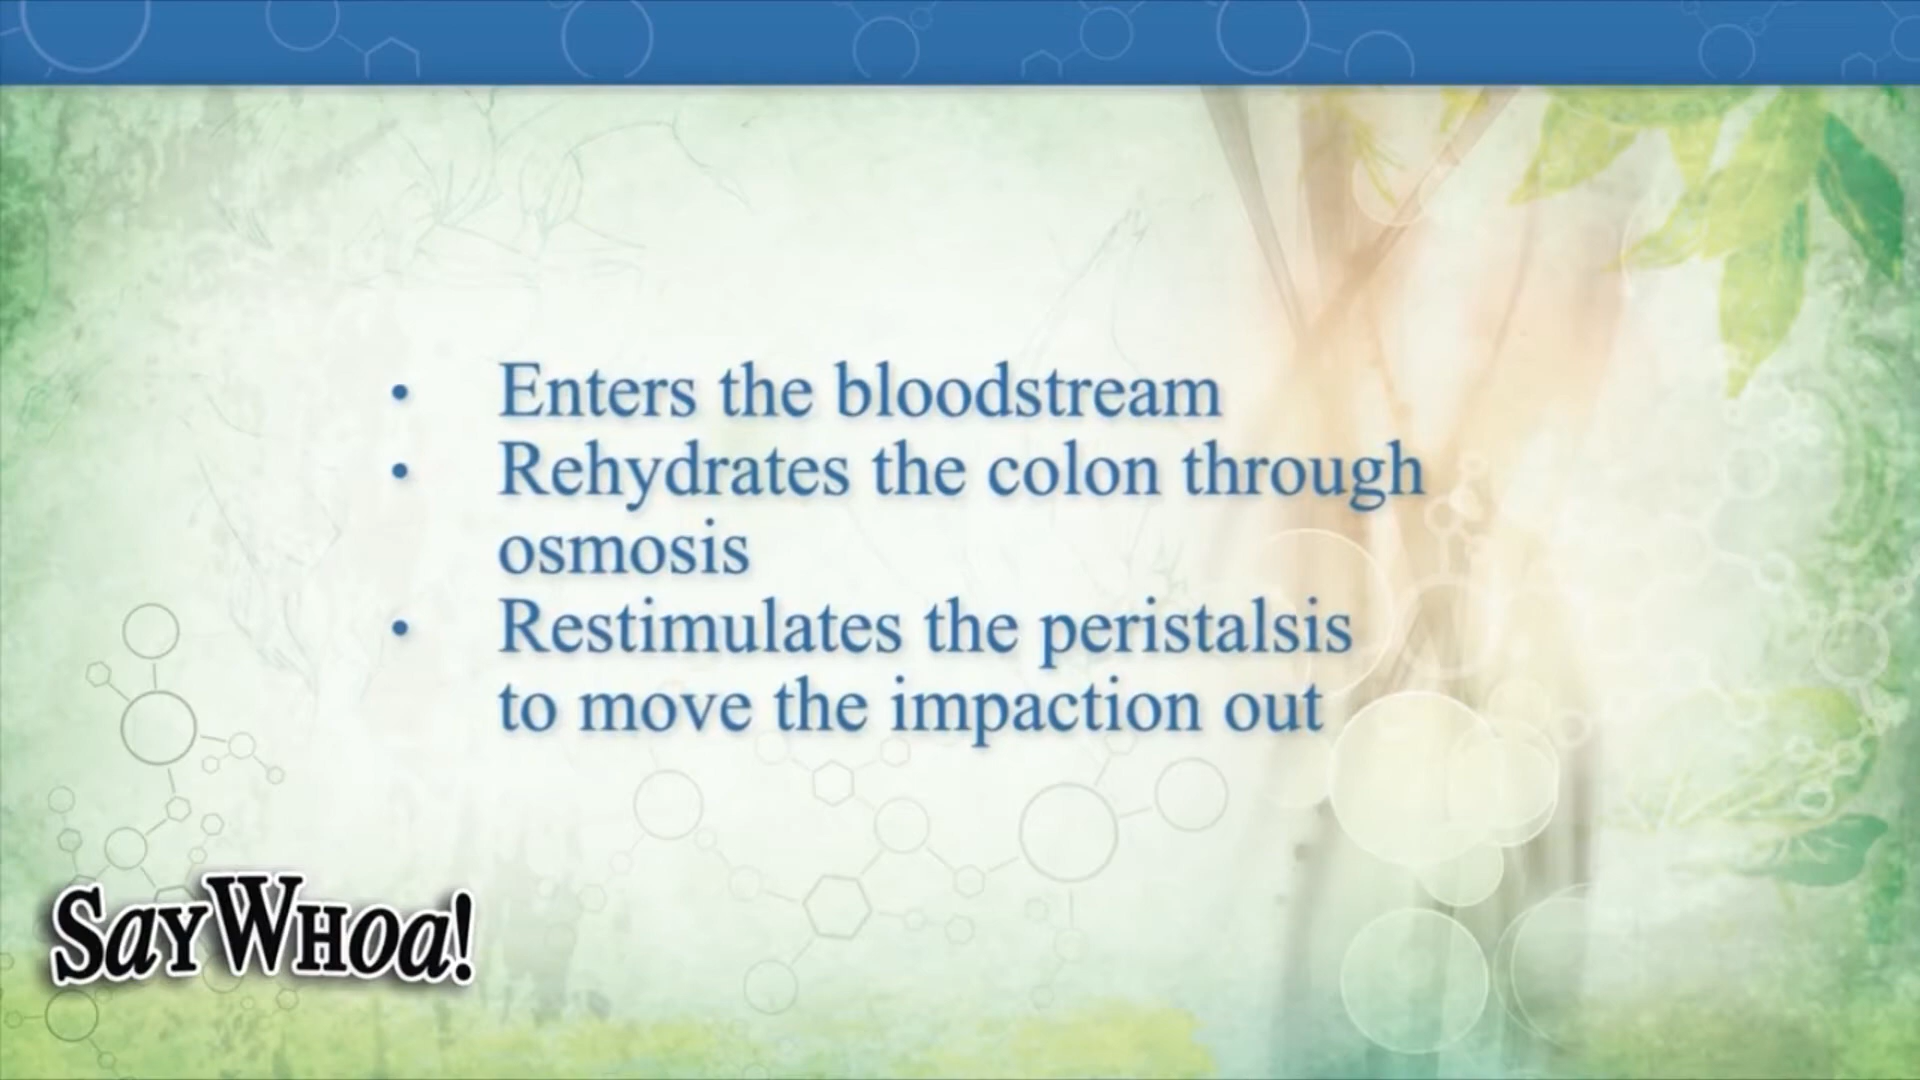 • Enters the bloodstream
• Rehydrates the colon through
osmosis
• Restimulates the peristalsis
to move the impaction out
SayWhoa!